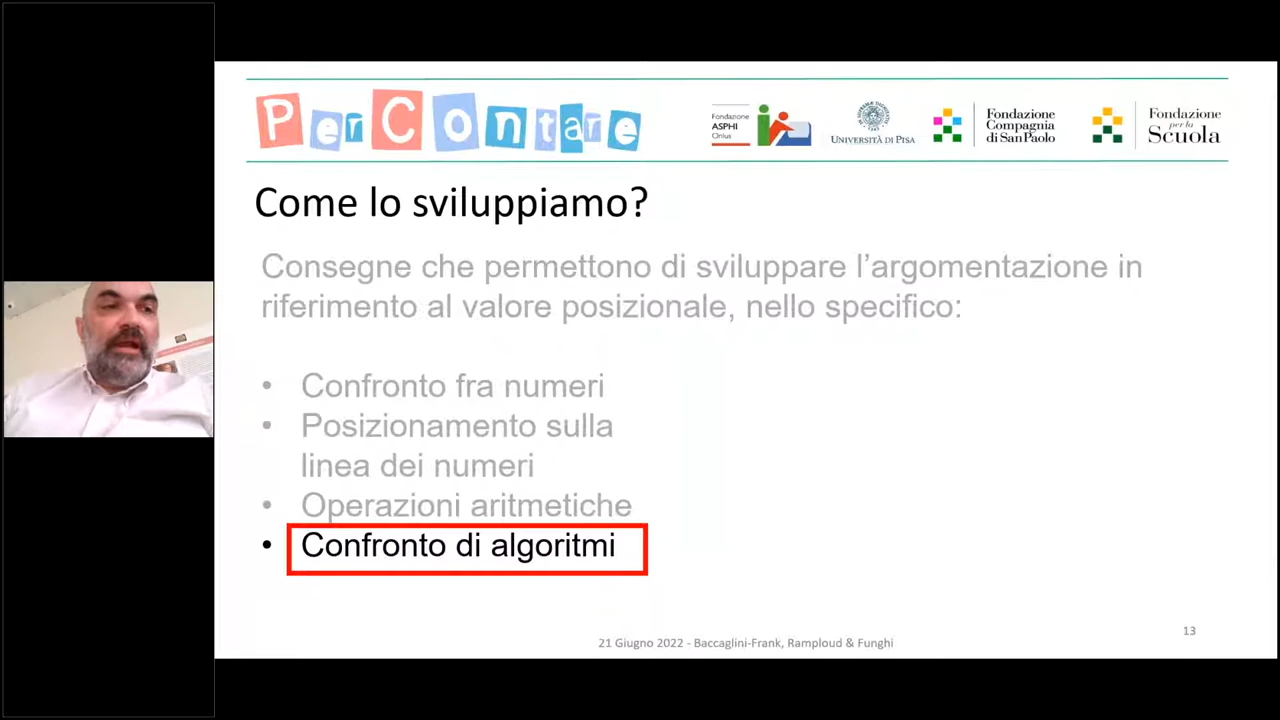 PerContare
Fondazione
ASPHI
Onlus
UNIVERSITÀ DI PISA
Fondazione
Compagnia
di San Paolo
Fondazione
per la
Scuola
Come lo sviluppiamo?
Consegne che permettono di sviluppare l’argomentazione in
riferimento al valore posizionale, nello specifico:
• Confronto fra numeri
• Posizionamento sulla
linea dei numeri
• Operazioni aritmetiche
• Confronto di algoritmi
21 Giugno 2022 - Baccaglini-Frank, Ramploud & Funghi
13